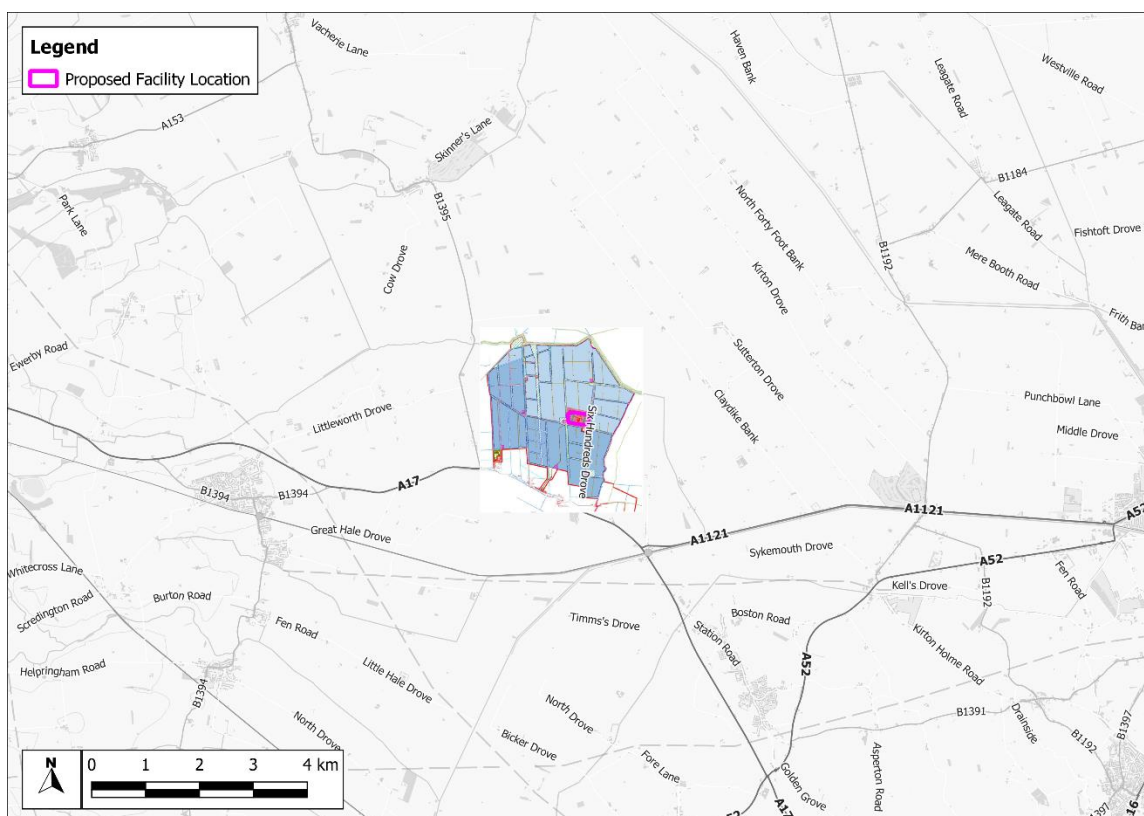 Legend
Proposed Facility Location
Vacherie Lane
Haven Bank
Leagate Road
Westville Road
A153
Skinner's Lane
B1184
Park Lane
B1395
North Forty Foot Bank
Leagate Road
Fishtoft Drove
Cow Drove
Kirton Drove
B1192
Mere Booth Road
Ewerby Road
Sutterton Drove
Littleworth Drove
Six Hundreds Drove
Claydike Bank
Punchbowl Lane
Middle Drove
B1394
B1394
A17
A1121
Great Hale Drove
A1121
Sykemouth Drove
A52
Whitecross Lane
Scredington Road
Burton Road
Fen Road
Timms's Drove
Boston Road
Kell's Drove
B1192
Fen Road
Station Road
Kirton Holme Road
Helpringham Road
B1394
Little Hale Drove
A52
North Drove
North Drove
Bicker Drove
Fore Lane
Golden Grove
Asperton Road
B1391
Drainside
B1192
B1397
A17
B1397
N
0 1 2 3 4 km